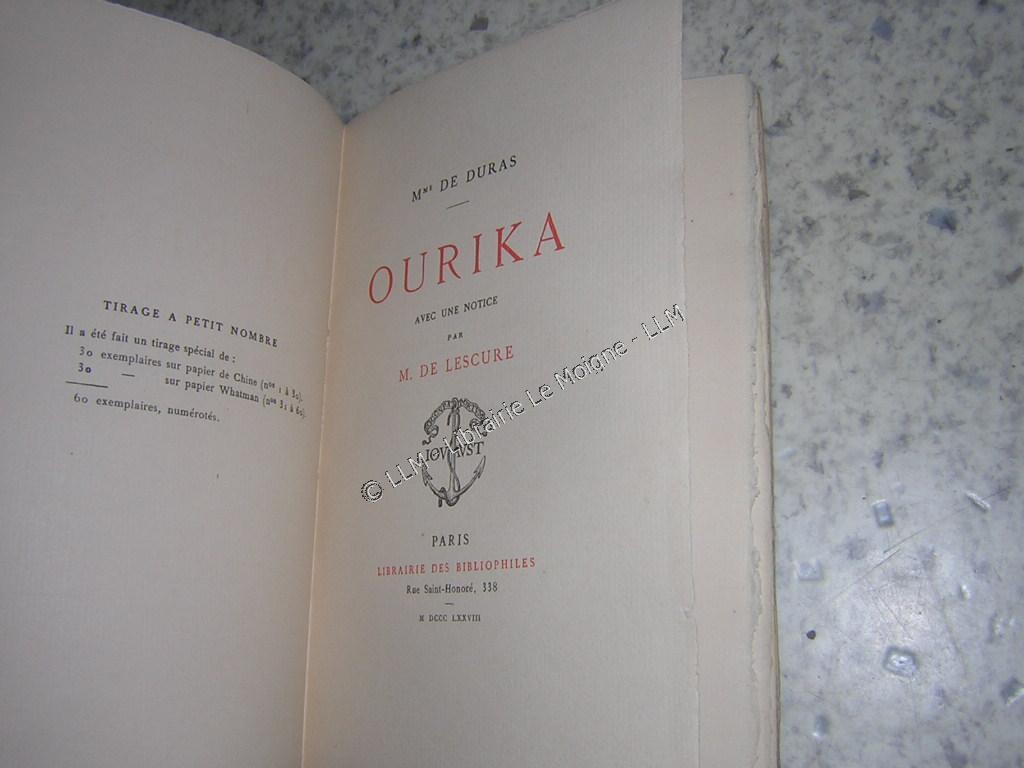 TIRAGE A PETIT NOMBRE
Il a été fait un tirage spécial de :
30 exemplaires sur papier de Chine (nos 1 à 30).
30 — sur papier Whatman (nos 31 à 60).
60 exemplaires, numérotés.
MME DE DURAS
OURIKA
AVEC UNE NOTICE
PAR
M. DE LESCURE
PARIS
LIBRAIRIE DES BIBLIOPHILES
Rue Saint-Honoré, 338
M DCCC LXXVIII
© LLM - Librairie Le Moigne - LLM